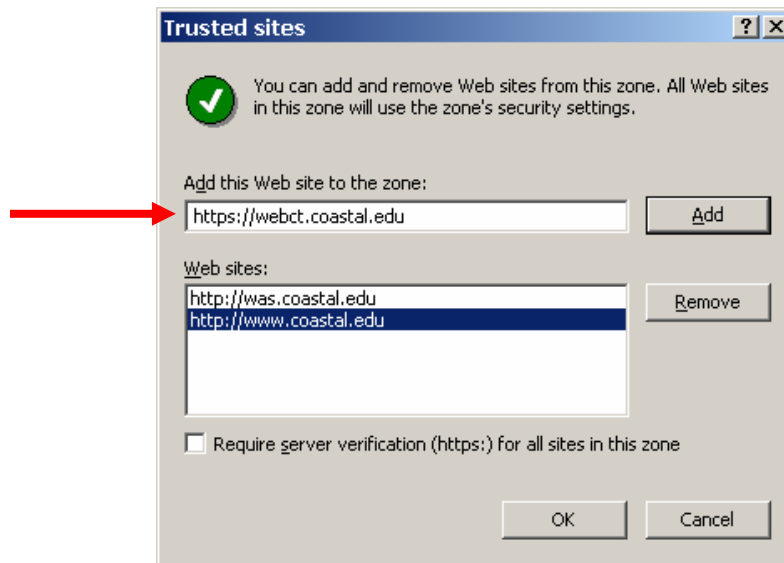 Trusted sites
You can add and remove Web sites from this zone. All Web sites
in this zone will use the zone's security settings.
Add this Web site to the zone:
https://webct.coastal.edu
Add
Web sites:
http://was.coastal.edu
http://www.coastal.edu
Remove
Require server verification (https:) for all sites in this zone
OK
Cancel